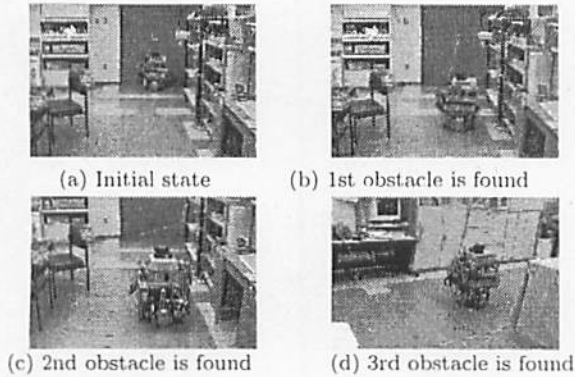 (a) Initial state
(b) 1st obstacle is found
(c) 2nd obstacle is found
(d) 3rd obstacle is found